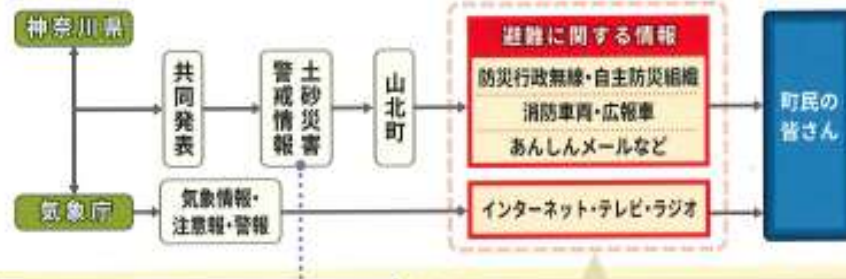 神奈川県
共同発表
土砂災害
警戒情報
山北町
避難に関する情報
防災行政無線・自主防災組織
消防車両・広報車
あんしんメールなど
町民の
皆さん
気象庁
気象情報・
注意報・警報
インターネット・テレビ・ラジオ